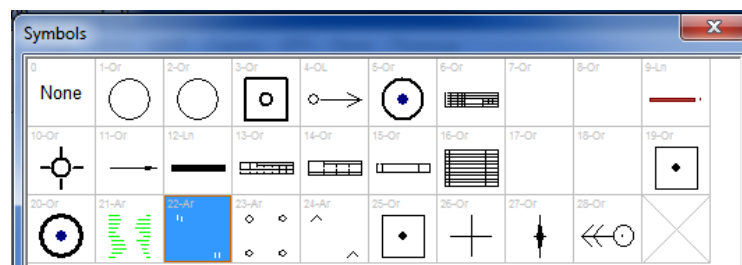 Symbols
0 1-Or 2-Or 3-Or 4-OL 5-Or 6-Or 7-Or 8-Or 9-Ln
None
10-Or 11-Or 12-Ln 13-Or 14-Or 15-Or 16-Or 17-Or 18-Or 19-Or
20-Or 21-Ar 22-Ar 23-Ar 24-Ar 25-Or 26-Or 27-Or 28-Or